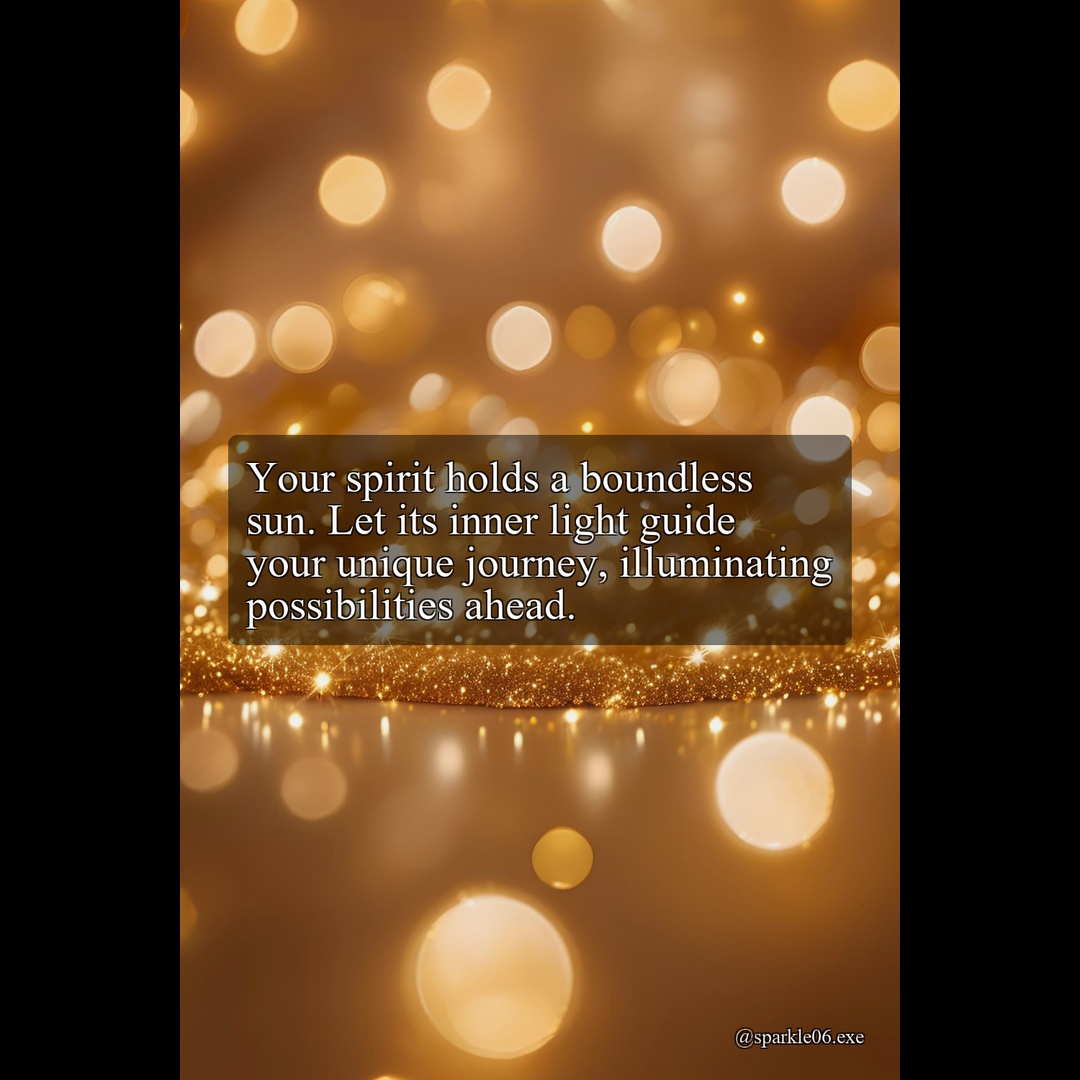 Your spirit holds a boundless
sun. Let its inner light guide
your unique journey, illuminating
possibilities ahead.
@sparkle06.exe